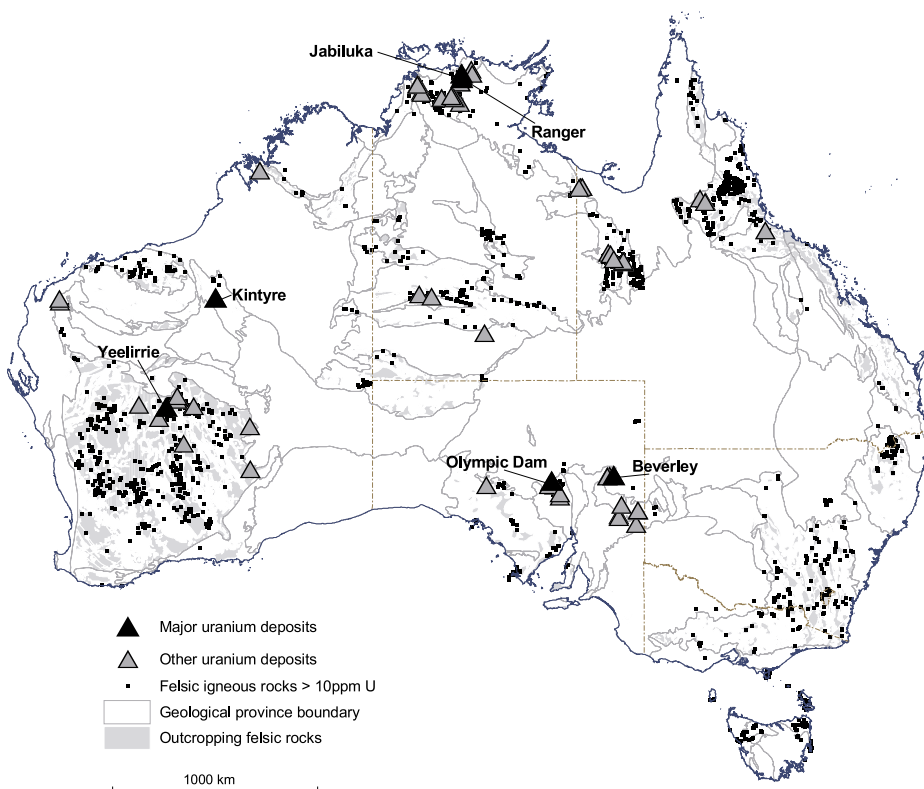 Jabiluka
Ranger
Kintyre
Yeelirrie
Olympic Dam
Beverley
Major uranium deposits
Other uranium deposits
Felsic igneous rocks > 10ppm U
Geological province boundary
Outcropping felsic rocks
1000 km